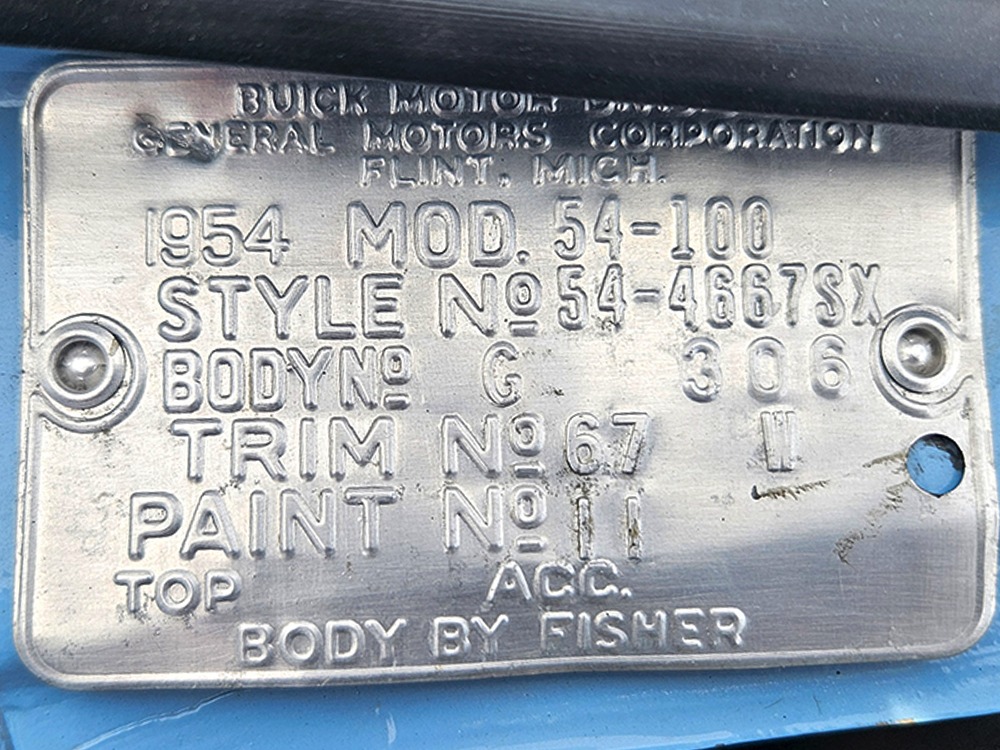 BUICK MOTOR
GENERAL MOTORS CORPORATION
FLINT, MICH.
1954 MOD. 54-100
STYLE Nº 54-4667SX
BODY Nº G 306
TRIM Nº 67 W
PAINT Nº 11
TOP ACC.
BODY BY FISHER